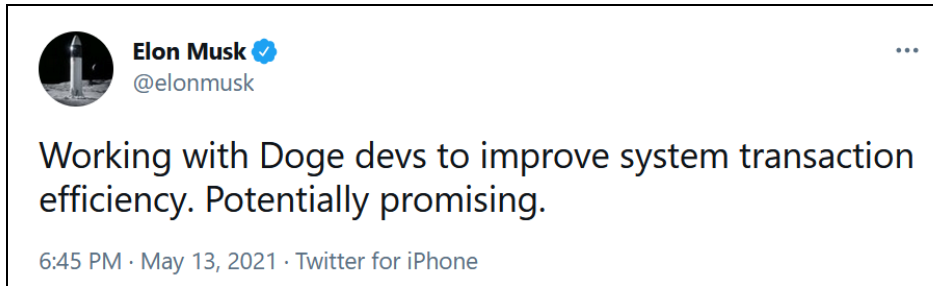 Elon Musk
@elonmusk
Working with Doge devs to improve system transaction
efficiency. Potentially promising.
6:45 PM · May 13, 2021 · Twitter for iPhone